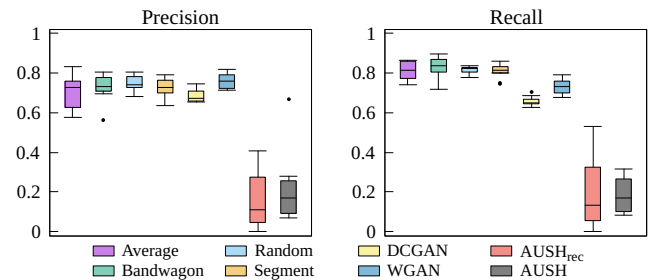 Precision Recall
1 1
0.8 0.8
0.6 0.6
0.4 0.4
0.2 0.2
0 0
Average Random DCGAN AUSHrec
Bandwagon Segment WGAN AUSH